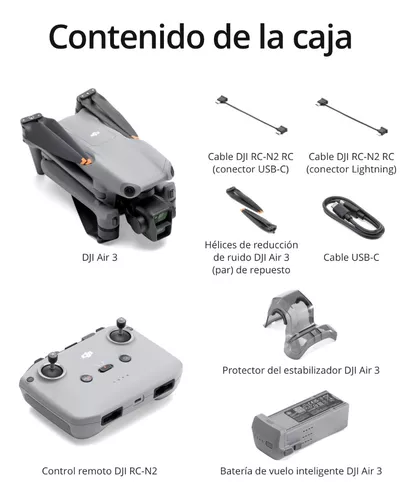 Contenido de la caja
Cable DJI RC-N2 RC
(conector USB-C)
Cable DJI RC-N2 RC
(conector Lightning)
DJI Air 3
Hélices de reducción
de ruido DJI Air 3
(par) de repuesto
Cable USB-C
Protector del estabilizador DJI Air 3
Control remoto DJI RC-N2
Batería de vuelo inteligente DJI Air 3